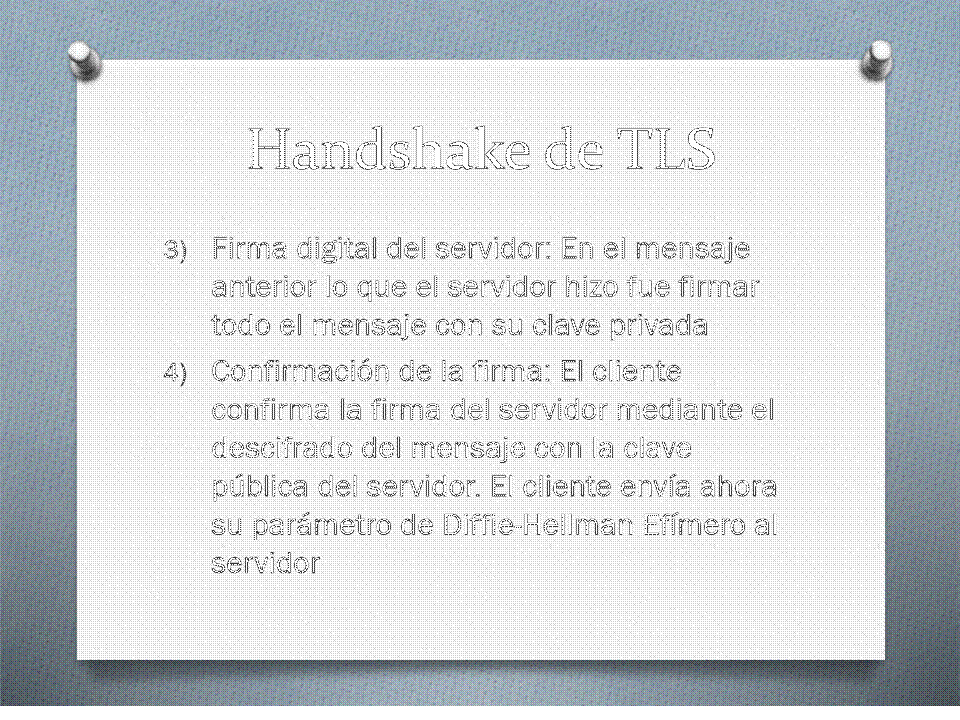 Handshake de TLS
3) Firma digital del servidor: En el mensaje
anterior lo que el servidor hizo fue firmar
todo el mensaje con su clave privada
4) Confirmación de la firma: El cliente
confirma la firma del servidor mediante el
descifrado del mensaje con la clave
pública del servidor. El cliente envía ahora
su parámetro de Diffie-Hellman Efímero al
servidor